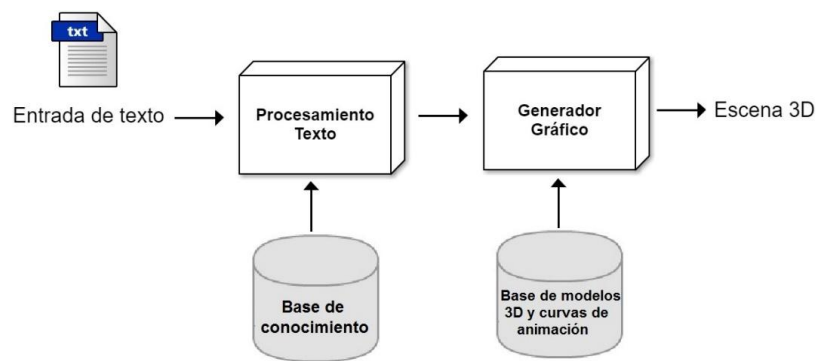 txt
Entrada de texto
Procesamiento
Texto
Generador
Gráfico
Escena 3D
Base de
conocimiento
Base de modelos
3D y curvas de
animación